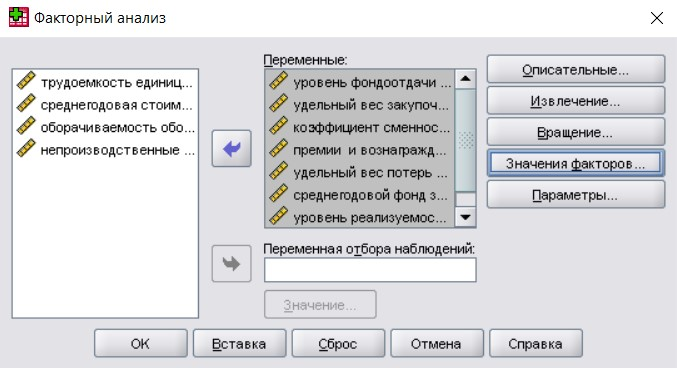 Факторный анализ
трудоемкость единиц...
среднегодовая стоим...
оборачиваемость обо...
непроизводственные ...
Переменные:
уровень фондоотдачи ...
удельный вес закупоч...
коэффициент сменнос...
премии и вознагражд...
удельный вес потерь ...
среднегодовой фонд з...
уровень реализуемос...
Переменная отбора наблюдений:
Значение...
Описательные...
Извлечение...
Вращение...
Значения факторов...
Параметры...
ОК
Вставка
Сброс
Отмена
Справка